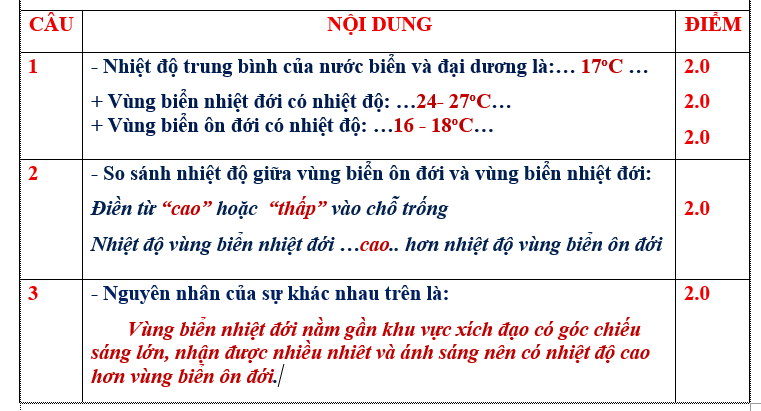 CÂU NỘI DUNG ĐIỂM
1 - Nhiệt độ trung bình của nước biển và đại dương là:… 17ºC … 2.0
+ Vùng biển nhiệt đới có nhiệt độ: …24- 27ºC… 2.0
+ Vùng biển ôn đới có nhiệt độ: …16 - 18ºC… 2.0
2 - So sánh nhiệt độ giữa vùng biển ôn đới và vùng biển nhiệt đới:
Điền từ “cao” hoặc “thấp” vào chỗ trống 2.0
Nhiệt độ vùng biển nhiệt đới …cao.. hơn nhiệt độ vùng biển ôn đới
3 - Nguyên nhân của sự khác nhau trên là: 2.0
Vùng biển nhiệt đới nằm gần khu vực xích đạo có góc chiếu
sáng lớn, nhận được nhiều nhiêt và ánh sáng nên có nhiệt độ cao
hơn vùng biển ôn đới.